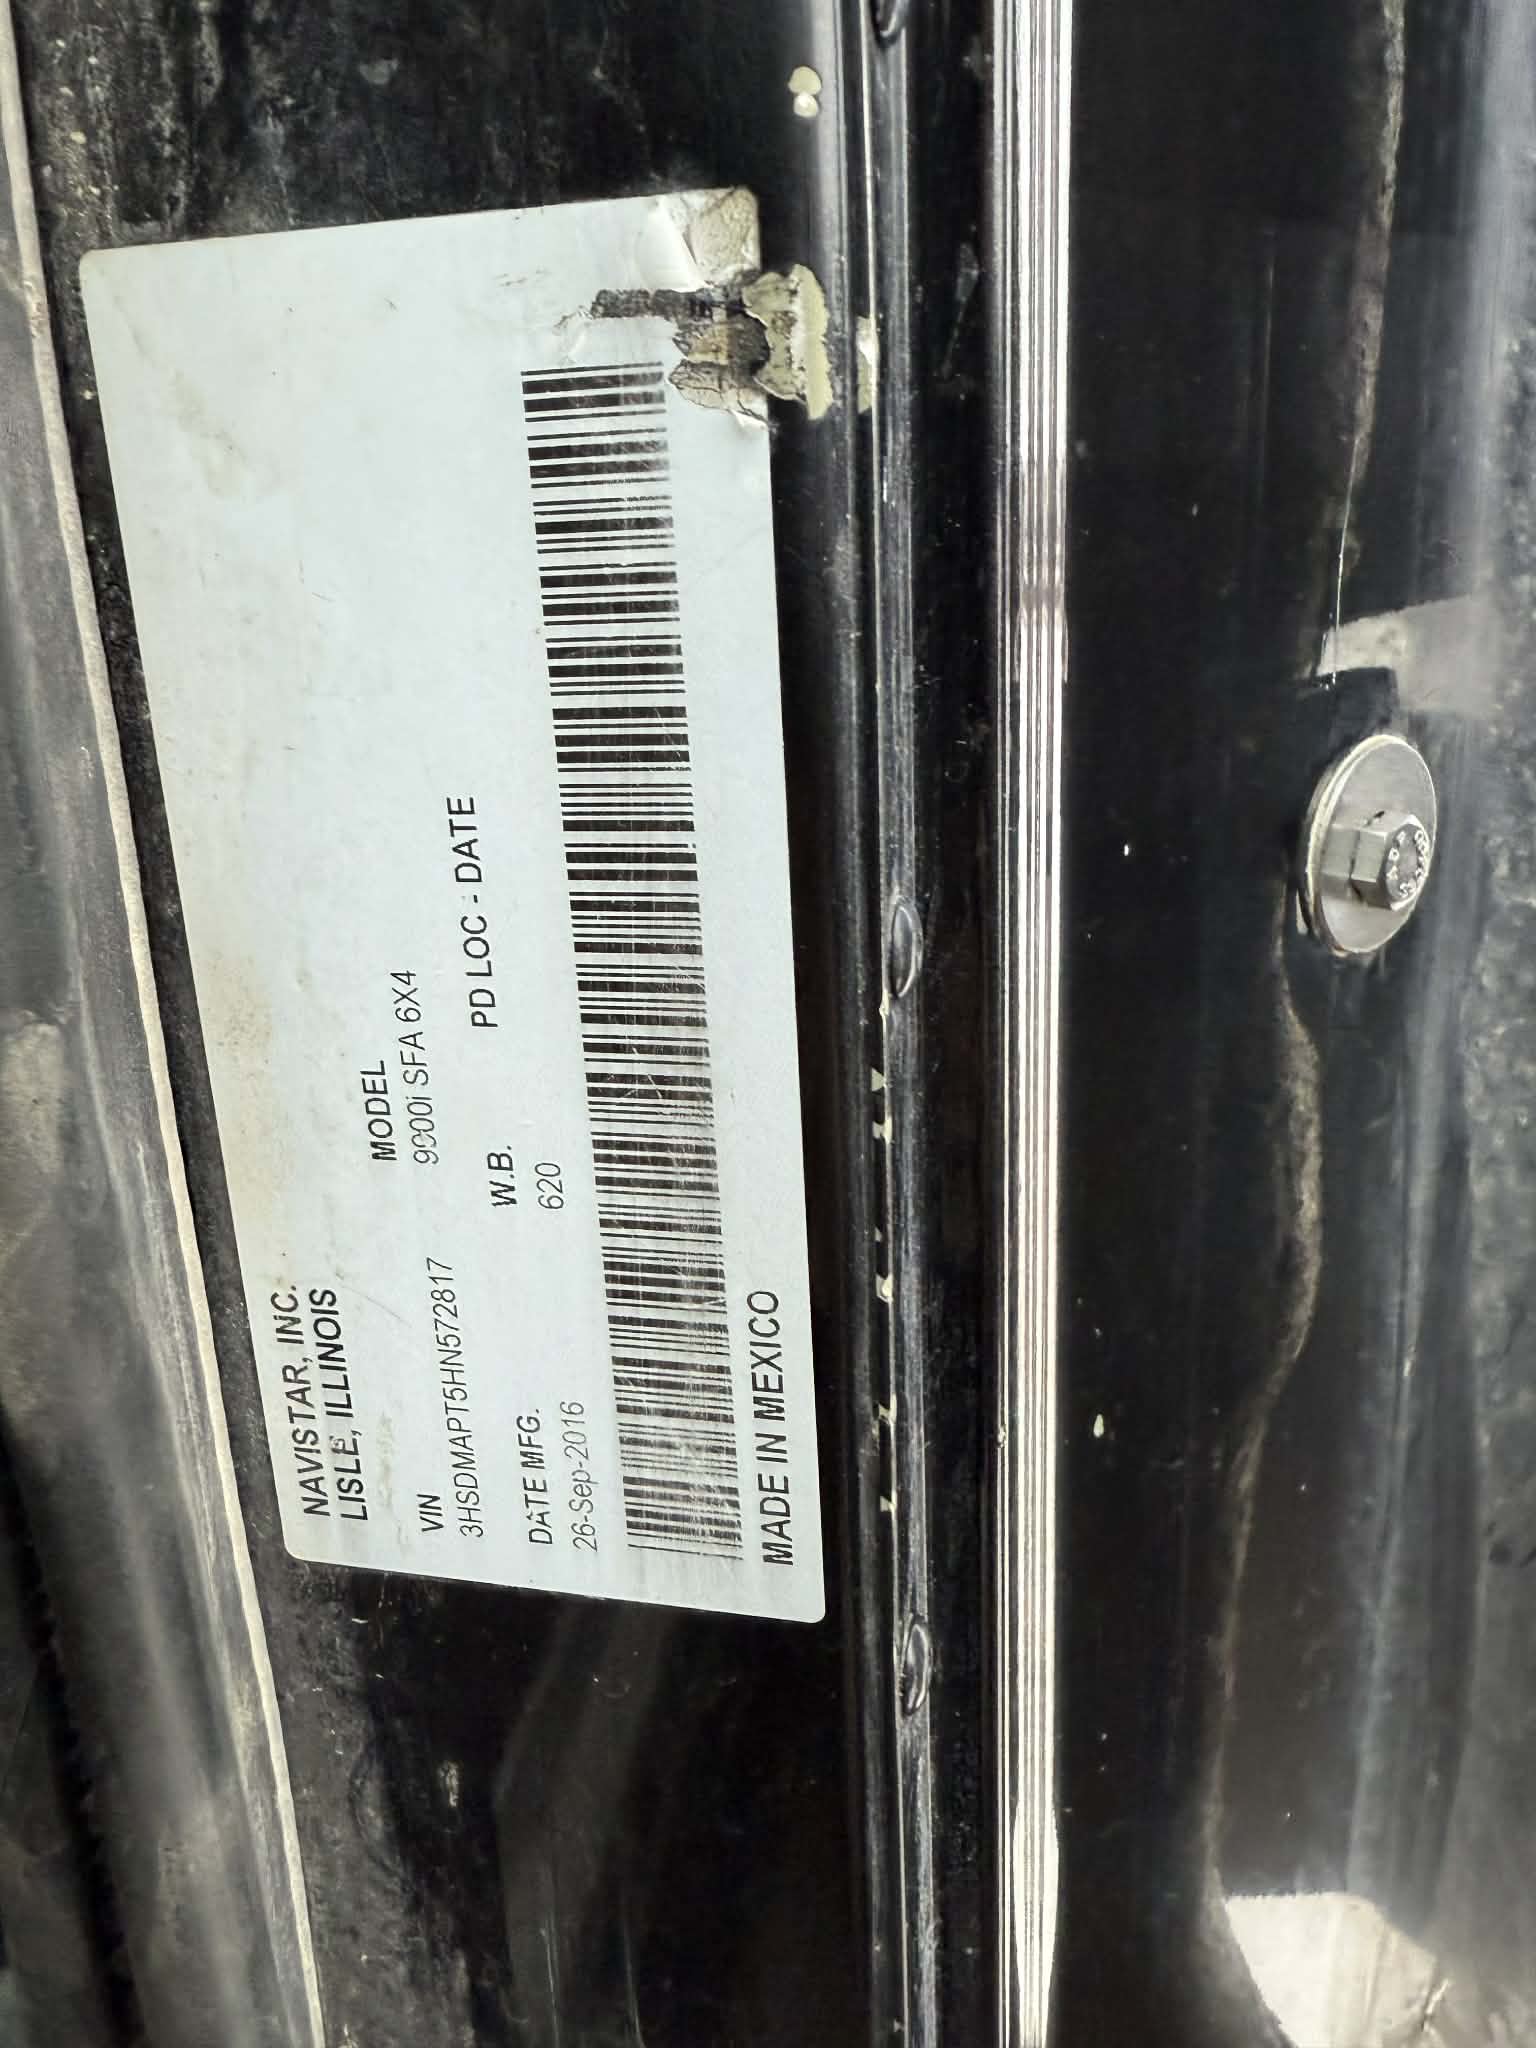 NAVISTAR, INC.
LISLE, ILLINOIS
MODEL
9900i SFA 6X4
VIN
3HSDMAPT5HN572817
W.B.
620
PD LOC - DATE
DATE MFG.
26-Sep-2016
MADE IN MEXICO